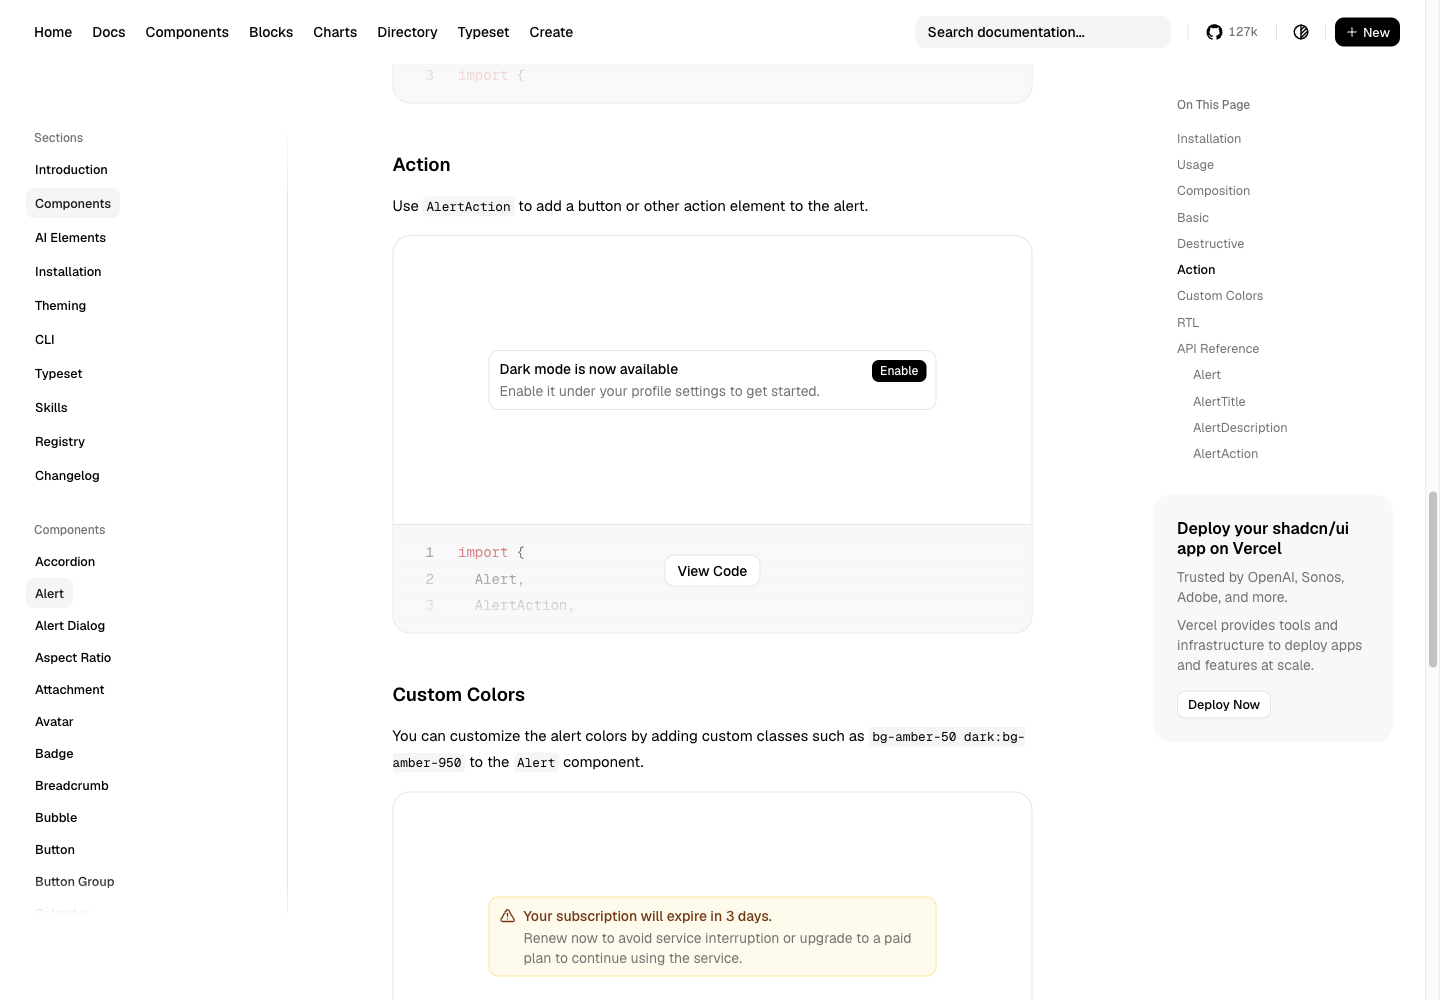 Home Docs Components Blocks Charts Directory Typeset Create
Search documentation...
127k
New
Sections
Introduction
Components
AI Elements
Installation
Theming
CLI
Typeset
Skills
Registry
Changelog
Components
Accordion
Alert
Alert Dialog
Aspect Ratio
Attachment
Avatar
Badge
Breadcrumb
Bubble
Button
Button Group
3 import {
Action
Use AlertAction to add a button or other action element to the alert.
Dark mode is now available
Enable it under your profile settings to get started.
Enable
1 import {
2 Alert,
3 AlertAction,
View Code
Custom Colors
You can customize the alert colors by adding custom classes such as bg-amber-50 dark:bg-
amber-950 to the Alert component.
Your subscription will expire in 3 days.
Renew now to avoid service interruption or upgrade to a paid
plan to continue using the service.
On This Page
Installation
Usage
Composition
Basic
Destructive
Action
Custom Colors
RTL
API Reference
Alert
AlertTitle
AlertDescription
AlertAction
Deploy your shadcn/ui
app on Vercel
Trusted by OpenAI, Sonos,
Adobe, and more.
Vercel provides tools and
infrastructure to deploy apps
and features at scale.
Deploy Now